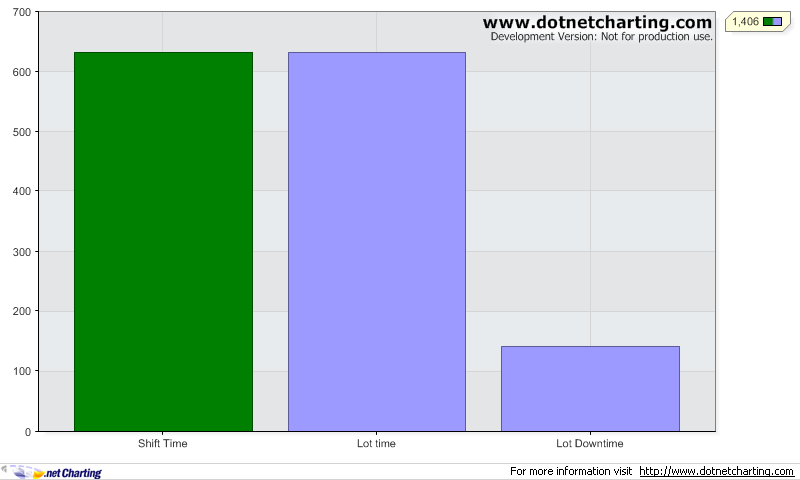 700
www.dotnetcharting.com
1,406
Development Version: Not for production use.
600
500
400
300
200
100
0
Shift Time Lot time Lot Downtime
.net Charting For more information visit http://www.dotnetcharting.com